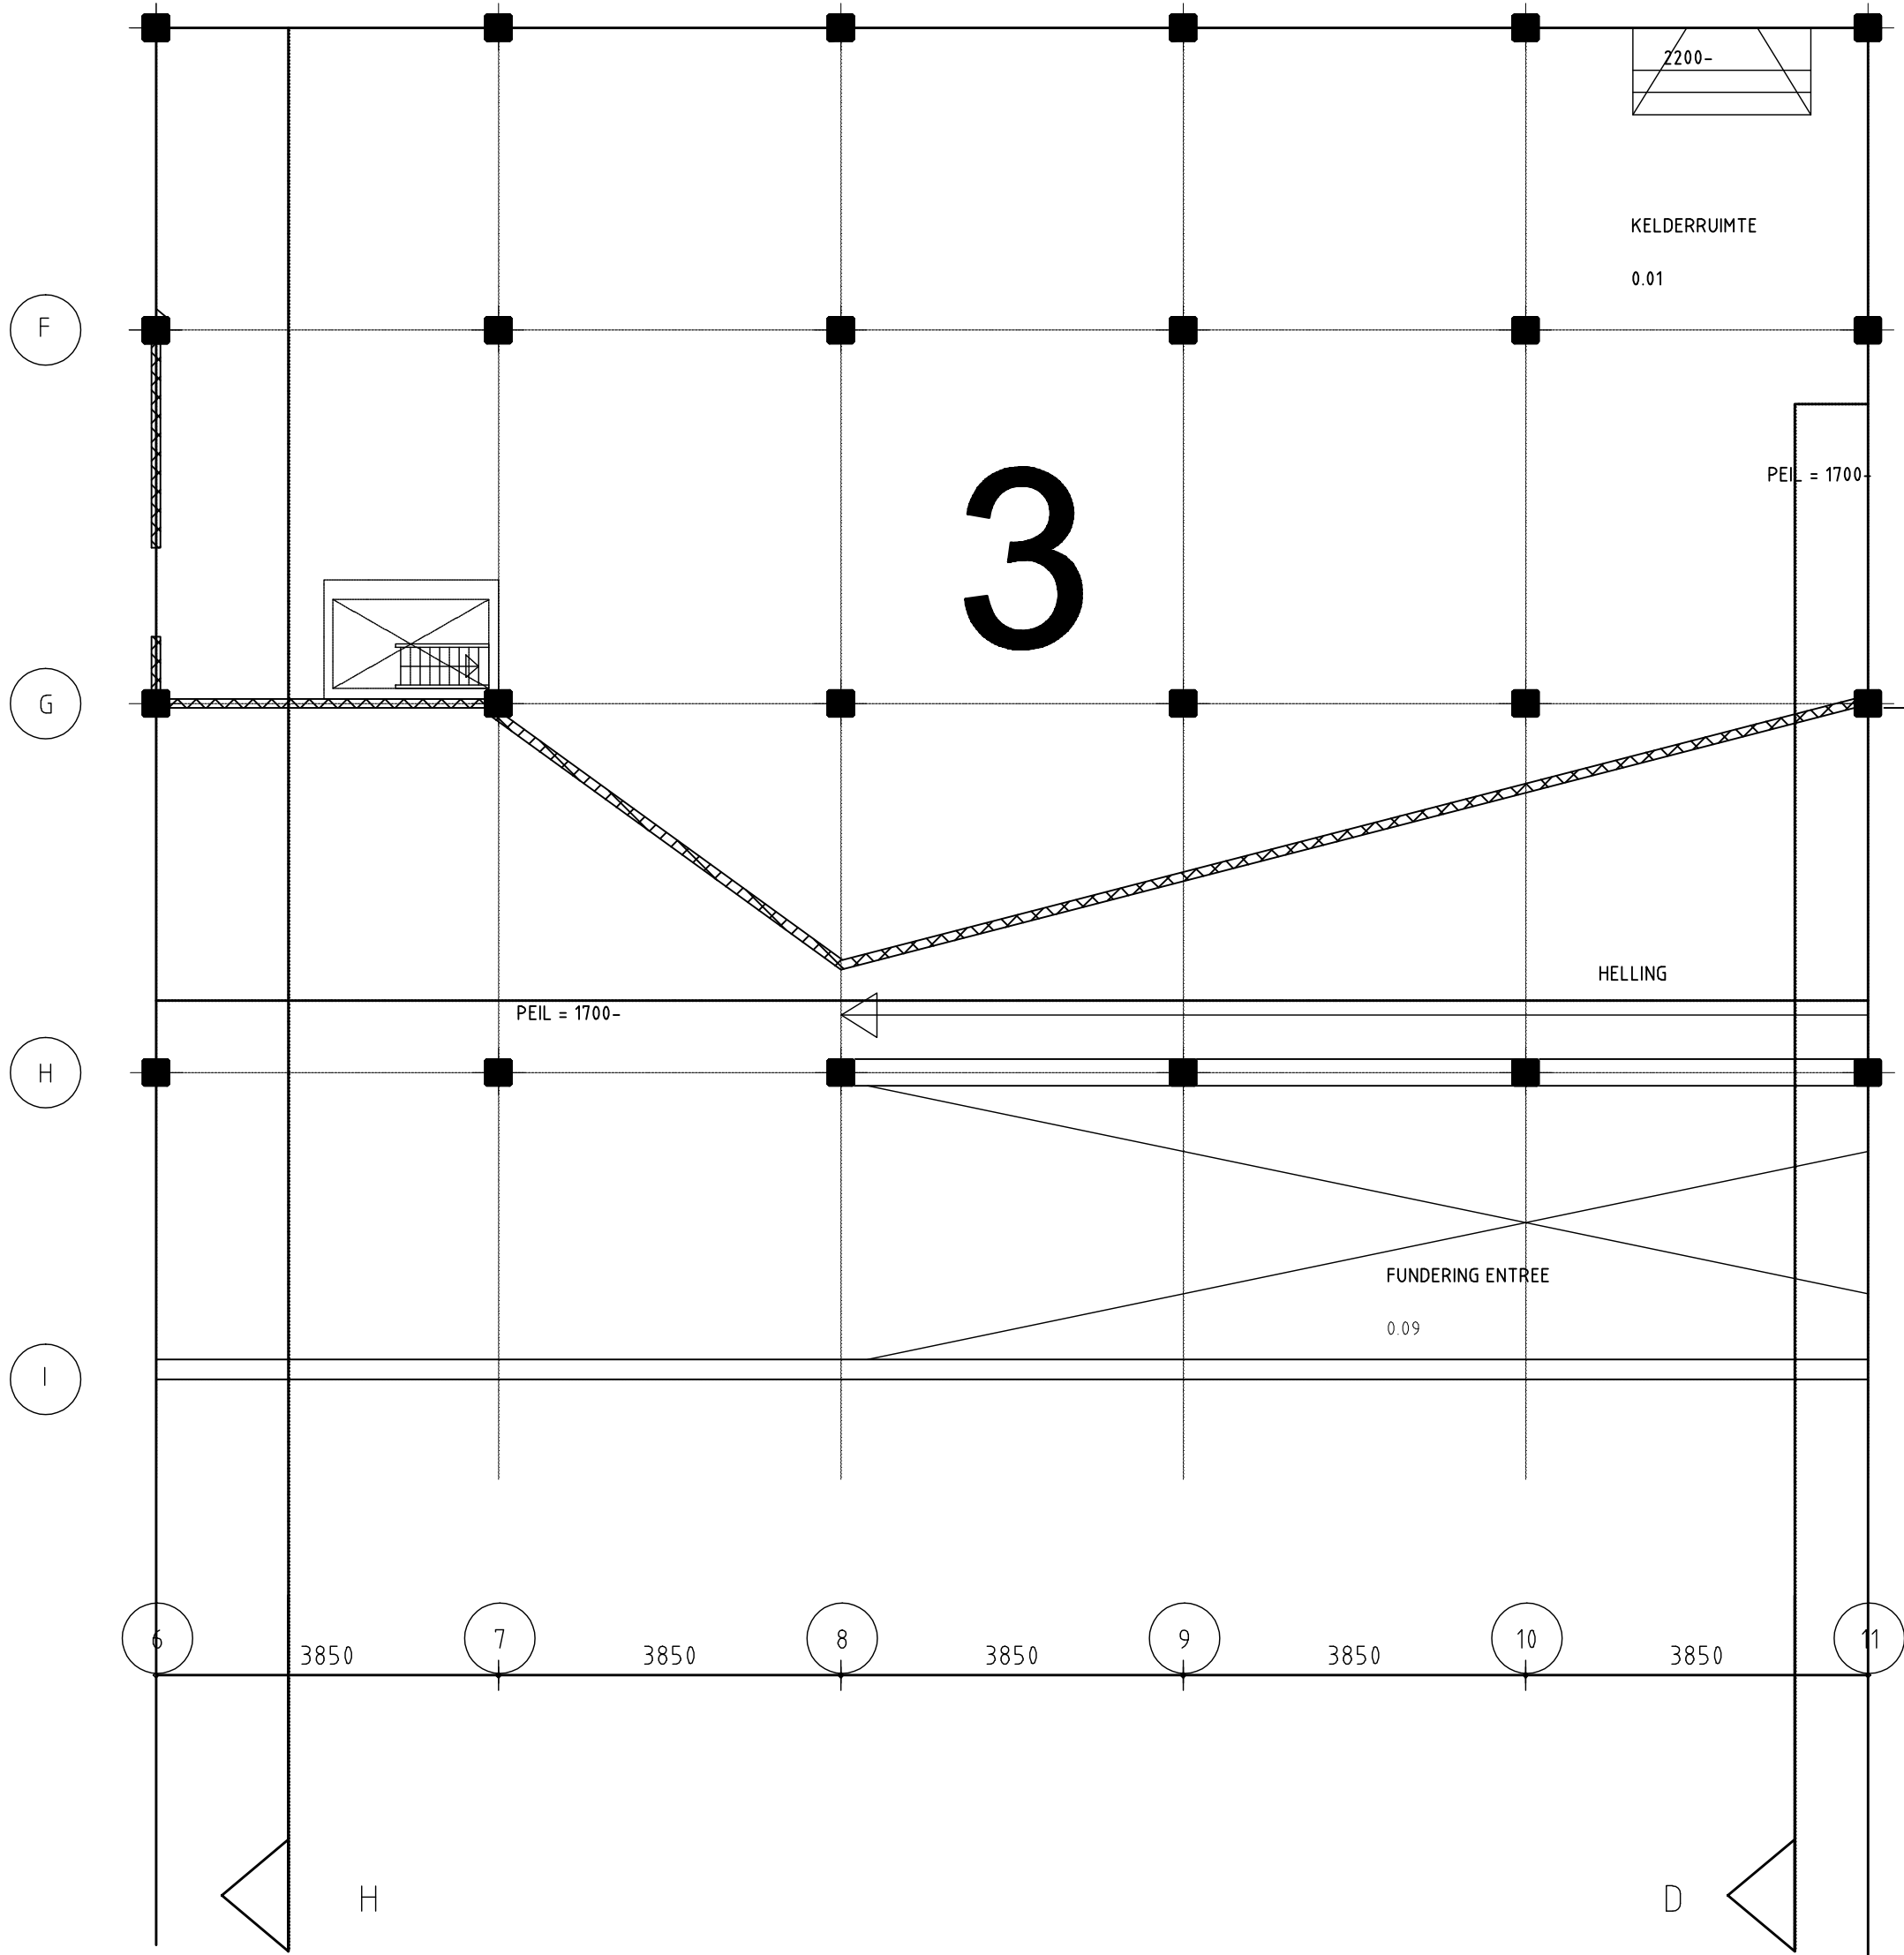 2200-
KELDERRUIMTE
0.01
F
3
PEIL = 1700-
G
HELLING
PEIL = 1700-
H
FUNDERING ENTREE
0.09
I
6 7 8 9 10 11
3850 3850 3850 3850 3850
H D